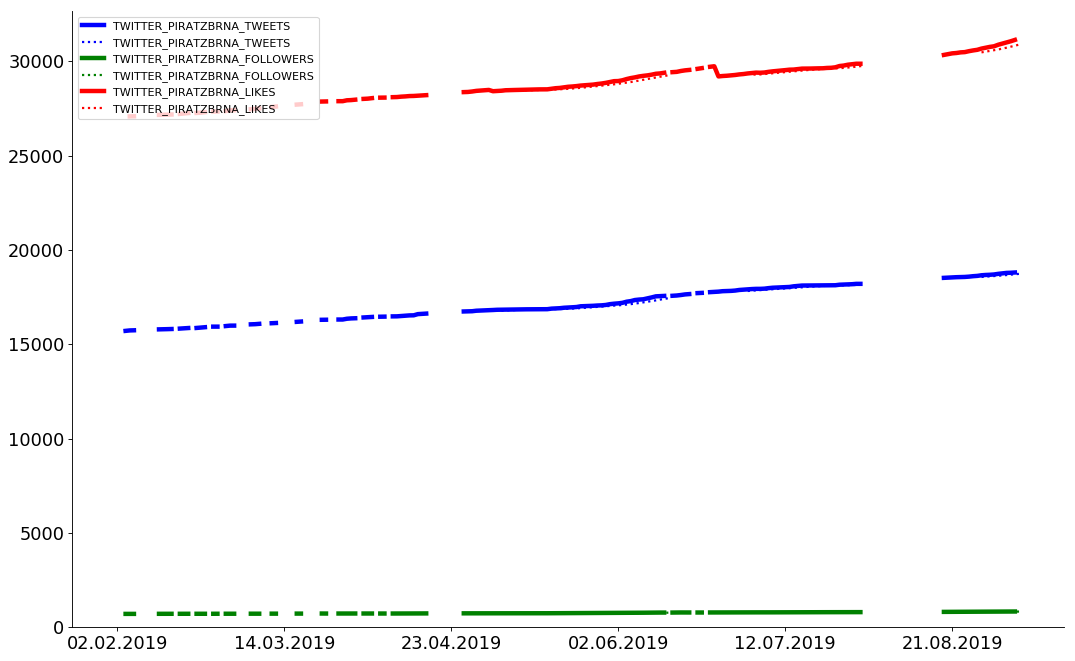 TWITTER_PIRATZBRNA_TWEETS
TWITTER_PIRATZBRNA_TWEETS
TWITTER_PIRATZBRNA_FOLLOWERS
TWITTER_PIRATZBRNA_FOLLOWERS
TWITTER_PIRATZBRNA_LIKES
TWITTER_PIRATZBRNA_LIKES
30000
25000
20000
15000
10000
5000
0
02.02.2019 14.03.2019 23.04.2019 02.06.2019 12.07.2019 21.08.2019